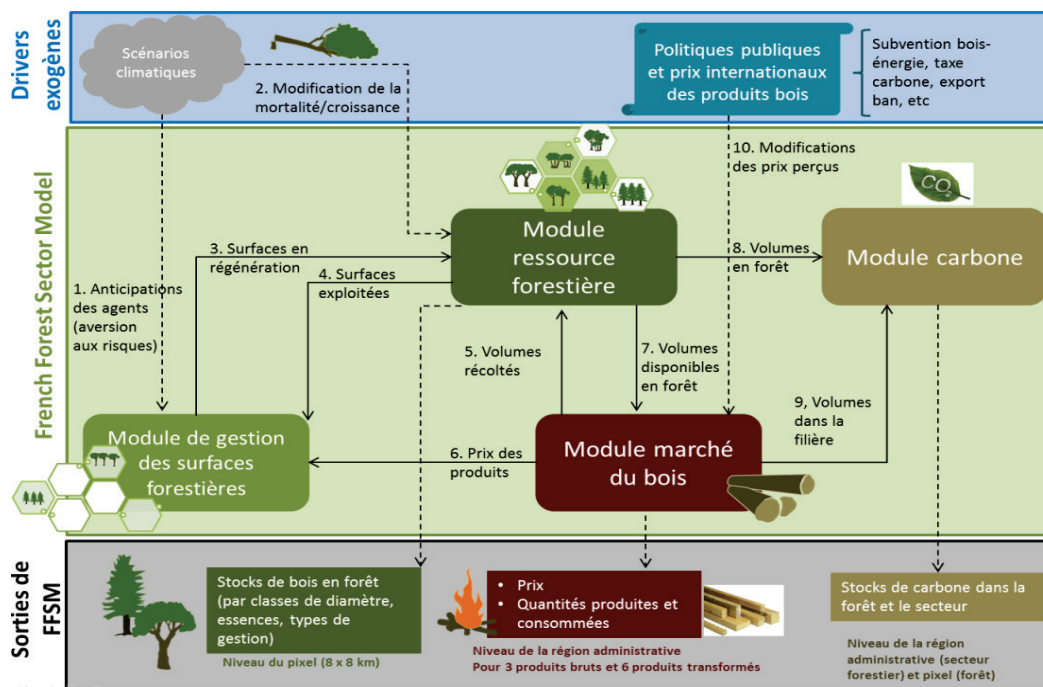 Drivers
exogènes
Scénarios
climatiques
2. Modification de la
mortalité/croissance
Politiques publiques
et prix internationaux
des produits bois
Subvention bois-
énergie, taxe
carbone, export
ban, etc
French Forest Sector Model
10. Modifications
des prix perçus
CO2
Module
ressource
forestière
Module carbone
3. Surfaces en
régénération
4. Surfaces
exploitées
8. Volumes
en forêt
1. Anticipations
des agents
(aversion
aux risques)
5. Volumes
récoltés
7. Volumes
disponibles
en forêt
9, Volumes
dans la
filière
Module de gestion
des surfaces
forestières
6. Prix des
produits
Module marché
du bois
Sorties de
FFSM
Stocks de bois en forêt
(par classes de diamètre,
essences, types de
gestion)
Niveau du pixel (8 x 8 km)
• Prix
• Quantités produites et
consommées
Niveau de la région administrative
Pour 3 produits bruts et 6 produits transformés
Stocks de carbone dans la
forêt et le secteur
Niveau de la région
administrative (secteur
forestier) et pixel (forêt)